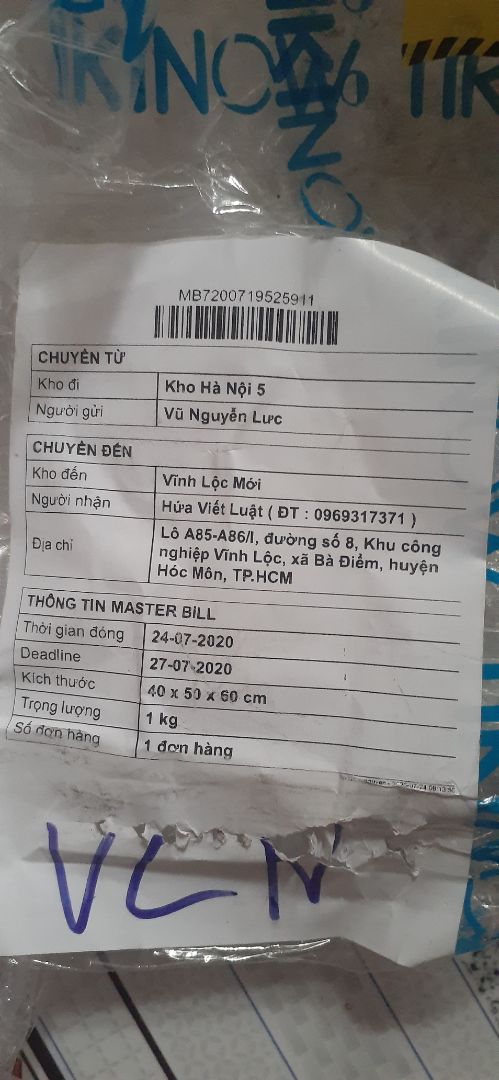 TIKINOW
TIK
TIKINOW
MB7200719525911
CHUYỂN TỪ
Kho đi Kho Hà Nội 5
Người gửi Vũ Nguyễn Lực
CHUYỂN ĐẾN
Kho đến Vĩnh Lộc Mới
Người nhận Hứa Viết Luật ( ĐT : 0969317371 )
Địa chỉ Lô A85-A86/I, đường số 8, Khu công
nghiệp Vĩnh Lộc, xã Bà Điểm, huyện
Hóc Môn, TP.HCM
THÔNG TIN MASTER BILL
Thời gian đóng 24-07-2020
Deadline 27-07-2020
Kích thước 40 x 50 x 60 cm
Trọng lượng 1 kg
Số đơn hàng 1 đơn hàng
VCN